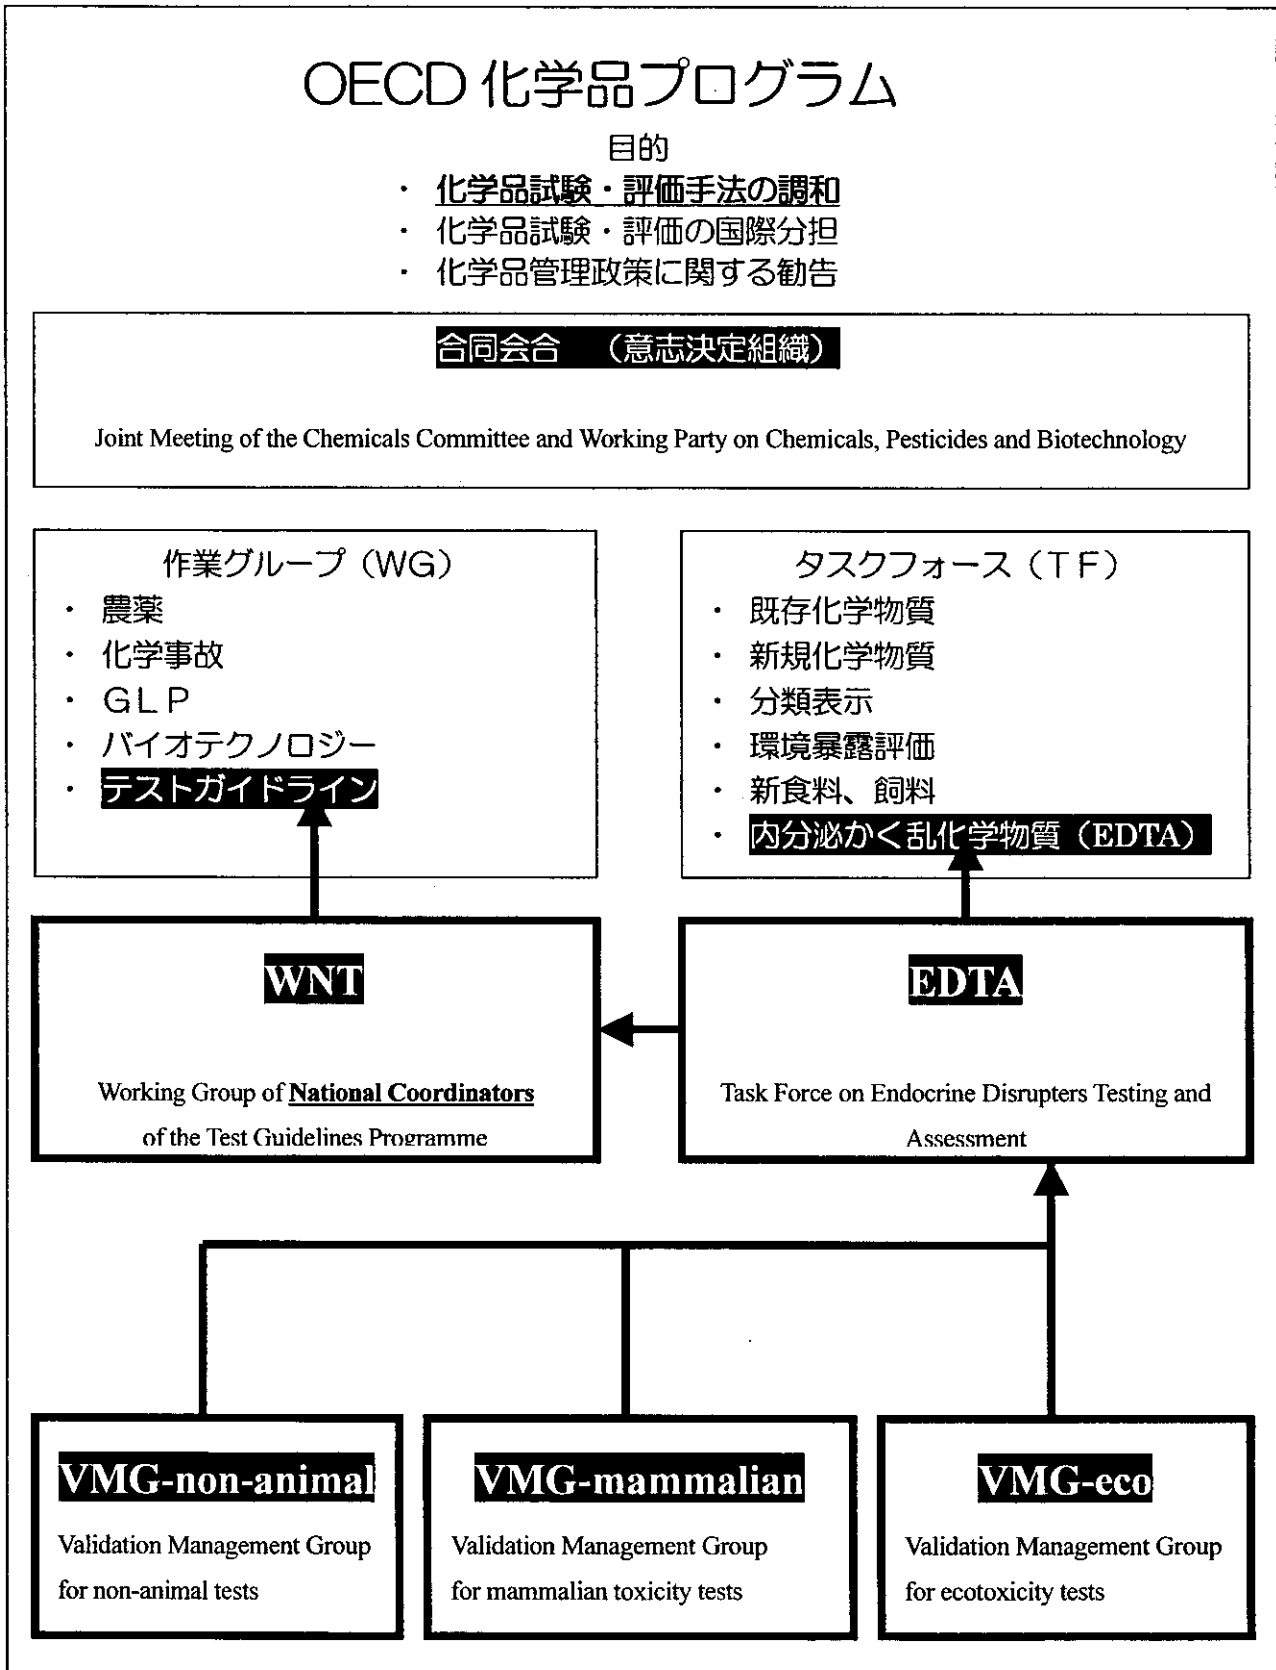 OECD 化学品プログラム
目的
・ 化学品試験・評価手法の調和
・ 化学品試験・評価の国際分担
・ 化学品管理政策に関する勧告
合同会合 （意志決定組織）
Joint Meeting of the Chemicals Committee and Working Party on Chemicals, Pesticides and Biotechnology
作業グループ（WG）
・ 農薬
・ 化学事故
・ ＧＬＰ
・ バイオテクノロジー
・ テストガイドライン
タスクフォース（ＴＦ）
・ 既存化学物質
・ 新規化学物質
・ 分類表示
・ 環境暴露評価
・ 新食料、飼料
・ 内分泌かく乱化学物質（EDTA）
WNT
Working Group of National Coordinators
of the Test Guidelines Programme
EDTA
Task Force on Endocrine Disrupters Testing and
Assessment
VMG-non-animal
Validation Management Group
for non-animal tests
VMG-mammalian
Validation Management Group
for mammalian toxicity tests
VMG-eco
Validation Management Group
for ecotoxicity tests